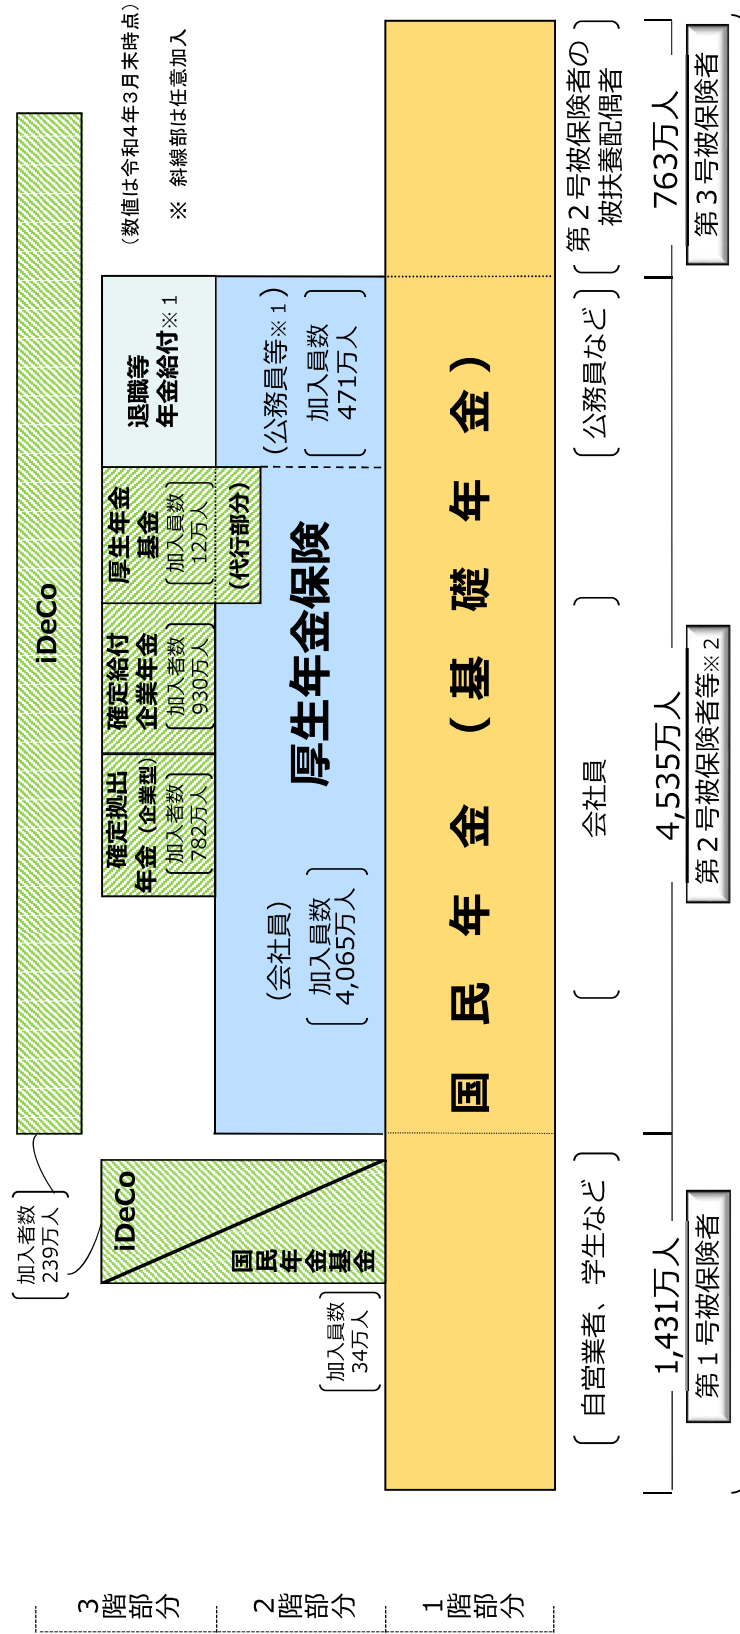 （数値は令和4年3月末時点）
※ 斜線部は任意加入
3階部分
2階部分
1階部分
加入者数
239万人
iDeCo
iDeCo
国民年金基金
加入員数
34万人
確定拠出
年金（企業型）
加入者数
782万人
確定給付
企業年金
加入者数
930万人
厚生年金
基金
加入員数
12万人
（代行部分）
退職等
年金給付※1
厚生年金保険
（会社員）
加入員数
4,065万人
（公務員等※1）
加入員数
471万人
国民年金（基礎年金）
自営業者、学生など
会社員
公務員など
第2号被保険者の
被扶養配偶者
1,431万人
4,535万人
763万人
第1号被保険者
第2号被保険者等※2
第3号被保険者